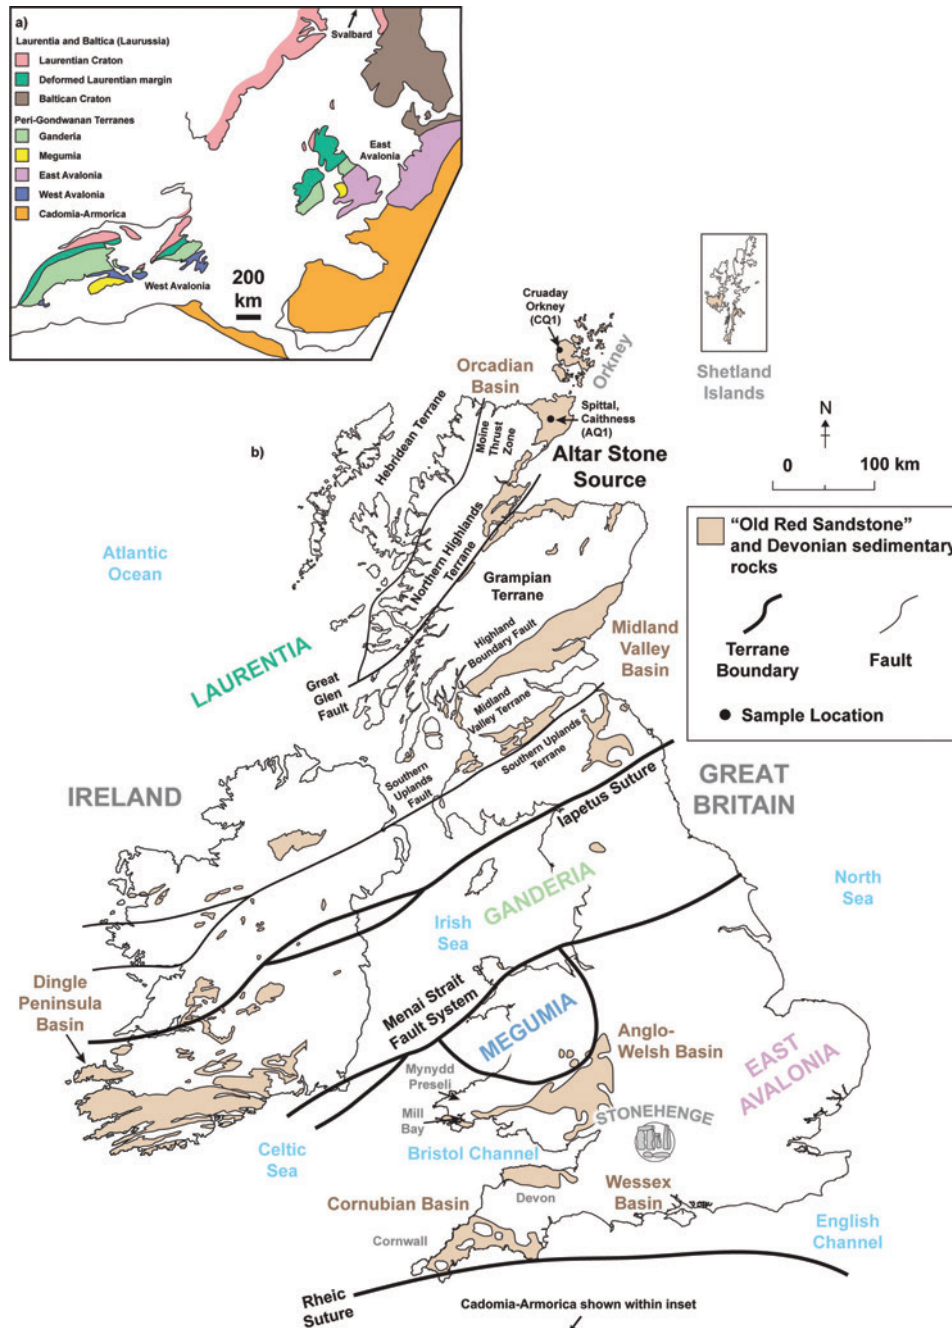 a)
Laurentia and Baltica (Laurussia)
Laurentian Craton
Deformed Laurentian margin
Baltican Craton
Peri-Gondwanan Terranes
Ganderia
Megumia
East Avalonia
West Avalonia
Cadomia-Armorica
Svalbard
East
Avalonia
West Avalonia
200
km
b)
Cruaday
Orkney
(CQ1)
Orkney
Orcadian
Basin
Shetland
Islands
Spittal,
Caithness
(AQ1)
Altar Stone
Source
N
0
100 km
"Old Red Sandstone"
and Devonian sedimentary
rocks
Terrane
Boundary
Fault
Sample Location
Hebridean Terrane
Moine
Thrust
Zone
Northern Highlands
Terrane
Atlantic
Ocean
Grampian
Terrane
LAURENTIA
Great
Glen
Fault
Highland
Boundary Fault
Midland
Valley
Basin
Midland
Valley Terrane
Southern
Uplands
Fault
Southern Uplands
Terrane
IRELAND
GREAT
BRITAIN
Iapetus Suture
GANDERIA
Irish
Sea
North
Sea
Dingle
Peninsula
Basin
Menai Strait
Fault System
MEGUMIA
Anglo-
Welsh Basin
EAST
AVALONIA
Mynydd
Preseli
Mill
Bay
STONEHENGE
Celtic
Sea
Bristol Channel
Devon
Wessex
Basin
Cornubian Basin
Cornwall
English
Channel
Rheic
Suture
Cadomia-Armorica shown within inset